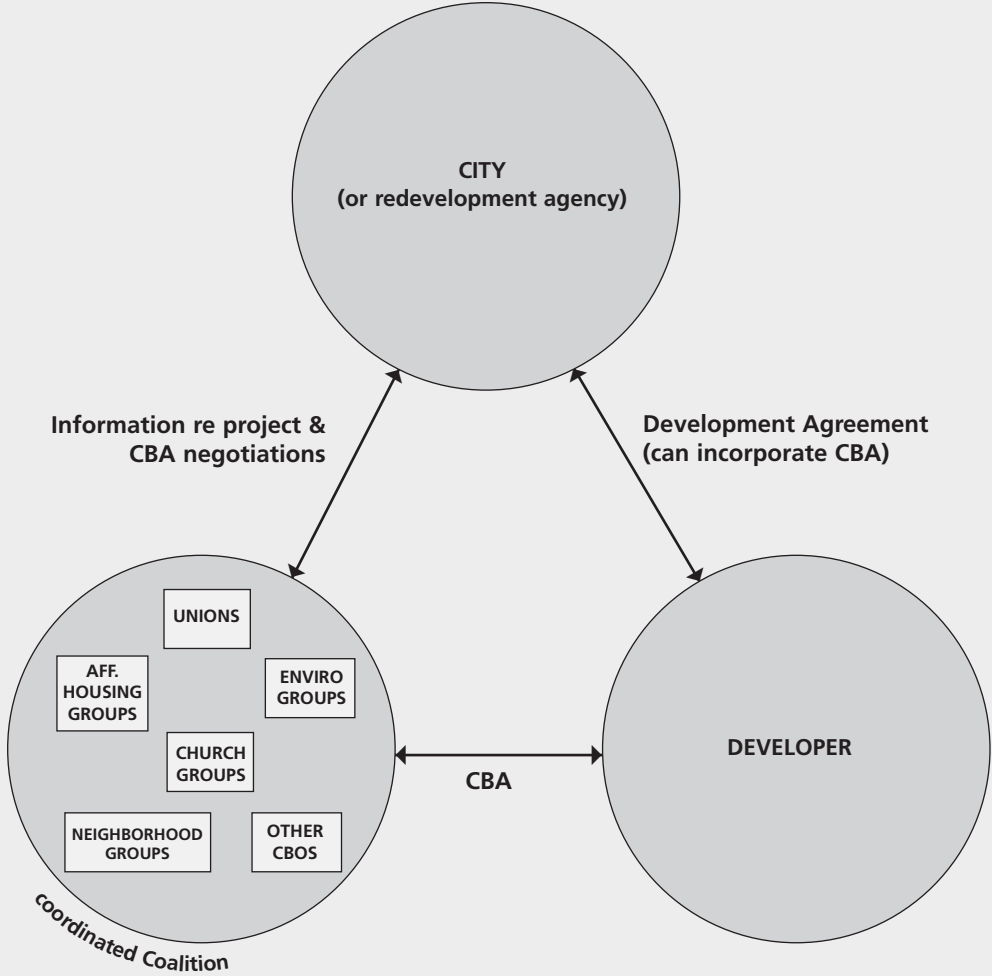 CITY
(or redevelopment agency)
Information re project &
CBA negotiations
Development Agreement
(can incorporate CBA)
UNIONS
AFF.
HOUSING
GROUPS
ENVIRO
GROUPS
CHURCH
GROUPS
NEIGHBORHOOD
GROUPS
OTHER
CBOS
coordinated Coalition
CBA
DEVELOPER